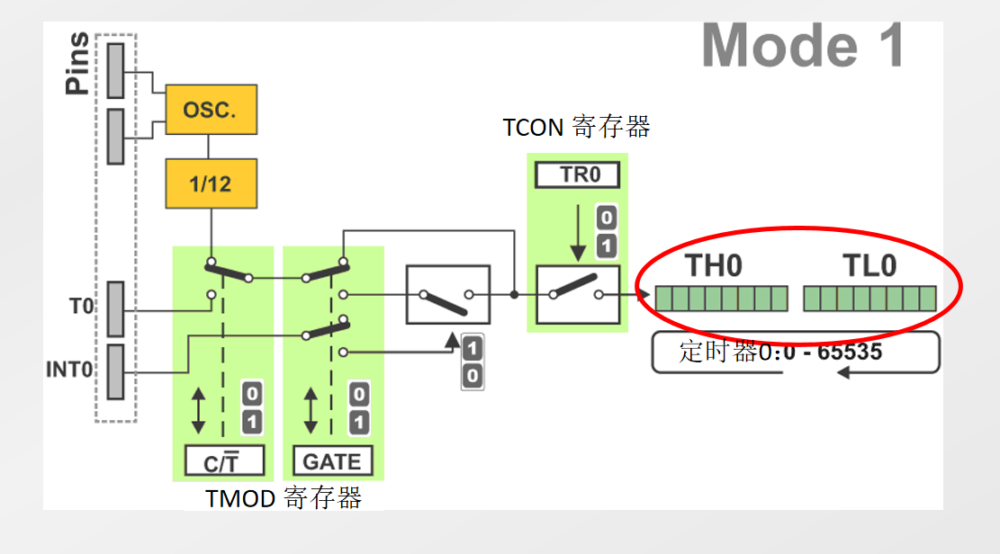 Mode 1
Pins
OSC.
TCON 寄存器
1/12
TR0
0
1
TH0
TL0
T0
定时器0:0 - 65535
INT0
1
0
0
1
0
1
C/T̅
GATE
TMOD 寄存器